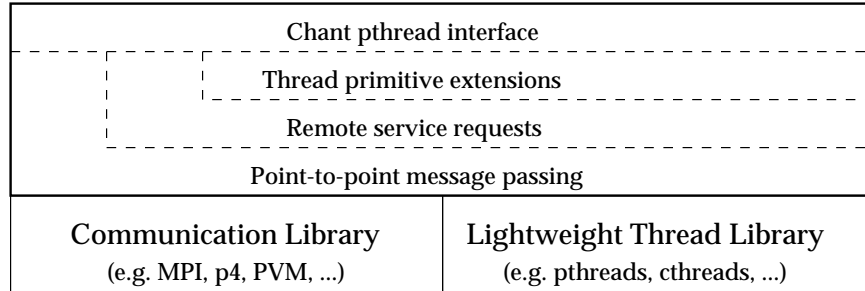 Chant pthread interface
Thread primitive extensions
Remote service requests
Point-to-point message passing
Communication Library
(e.g. MPI, p4, PVM, ...)
Lightweight Thread Library
(e.g. pthreads, cthreads, ...)